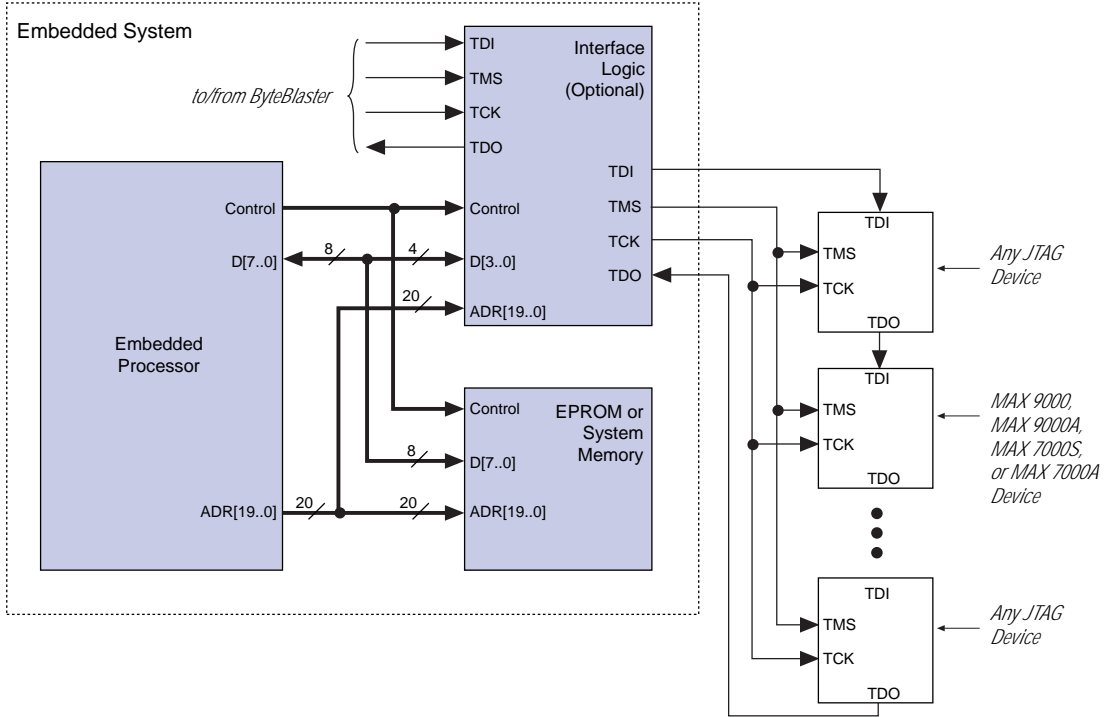 Embedded System
to/from ByteBlaster
TDI
TMS
TCK
TDO
Interface
Logic
(Optional)
TDI
TMS
TCK
TDO
Control
D[3..0]
ADR[19..0]
Control
D[7..0]
8
4
20
Embedded
Processor
ADR[19..0]
20
20
8
Control
D[7..0]
ADR[19..0]
EPROM or
System
Memory
TDI
TMS
TCK
TDO
Any JTAG
Device
TDI
TMS
TCK
TDO
MAX 9000,
MAX 9000A,
MAX 7000S,
or MAX 7000A
Device
TDI
TMS
TCK
TDO
Any JTAG
Device